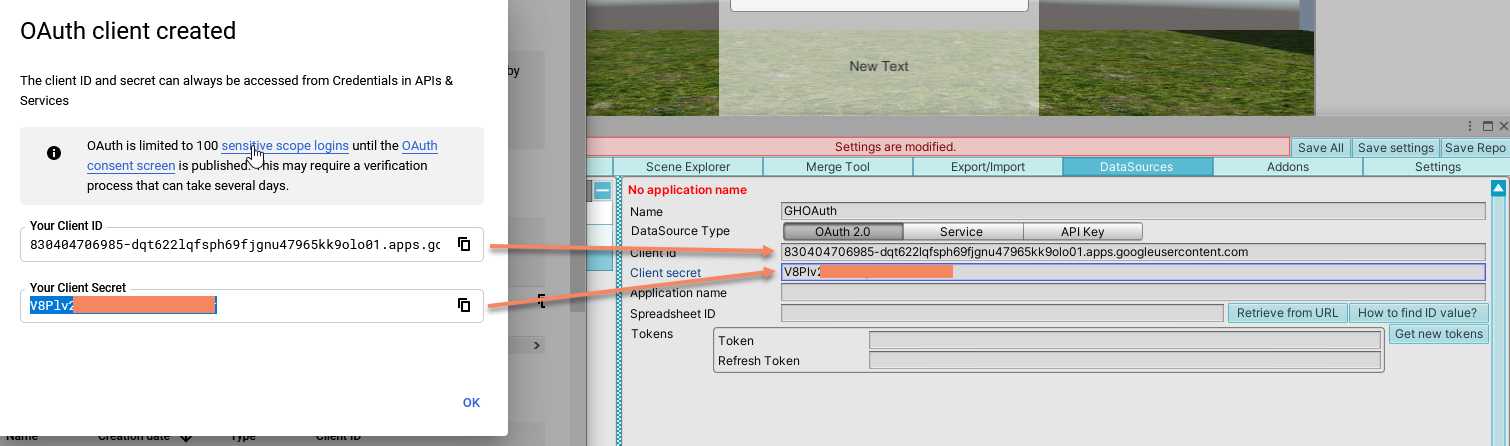 OAuth client created
The client ID and secret can always be accessed from Credentials in APIs &
Services
by
OAuth is limited to 100 sensitive scope logins until the OAuth
consent screen is published. This may require a verification
process that can take several days.
Your Client ID
830404706985-dqt622lqfsph69fjgnu47965kk9olo01.apps.gc
Your Client Secret
V8Plv2
OK
Name Creation date Type Client ID
New Text
Settings are modified.
Save All Save settings Save Repo
Scene Explorer Merge Tool Export/Import DataSources Addons Settings
No application name
Name GHOAuth
DataSource Type OAuth 2.0 Service API Key
Client id 830404706985-dqt622lqfsph69fjgnu47965kk9olo01.apps.googleusercontent.com
Client secret V8Plv2
Application name
Spreadsheet ID Retrieve from URL How to find ID value?
Tokens Get new tokens
Token
Refresh Token